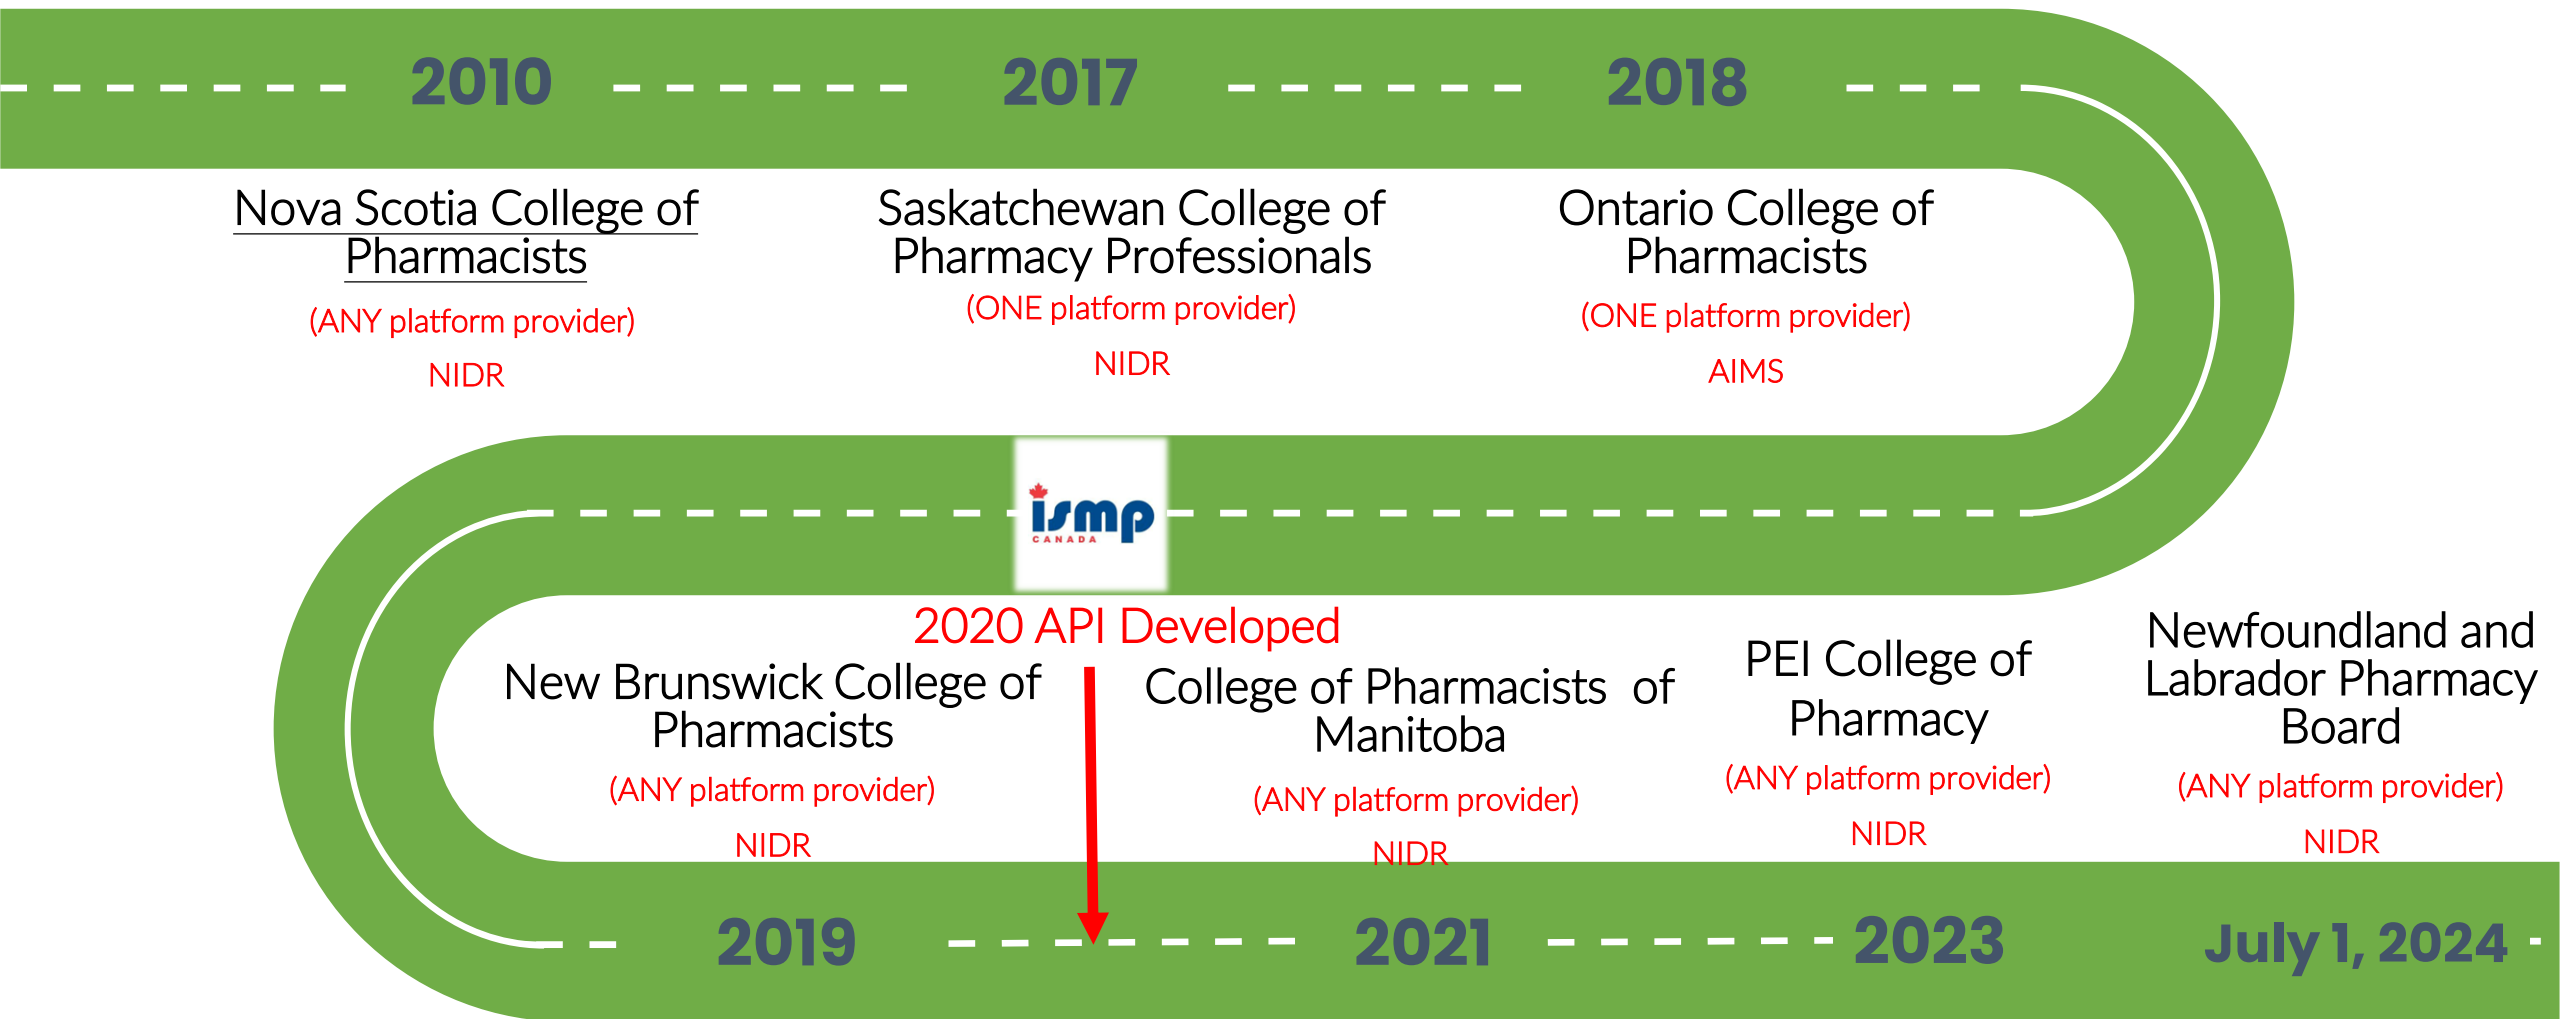 2010
2017
2018
Nova Scotia College of
Pharmacists
(ANY platform provider)
NIDR
Saskatchewan College of
Pharmacy Professionals
(ONE platform provider)
NIDR
Ontario College of
Pharmacists
(ONE platform provider)
AIMS
ismp
CANADA
2020 API Developed
New Brunswick College of
Pharmacists
(ANY platform provider)
NIDR
2019
College of Pharmacists of
Manitoba
(ANY platform provider)
NIDR
2021
PEI College of
Pharmacy
(ANY platform provider)
NIDR
2023
Newfoundland and
Labrador Pharmacy
Board
(ANY platform provider)
NIDR
July 1, 2024